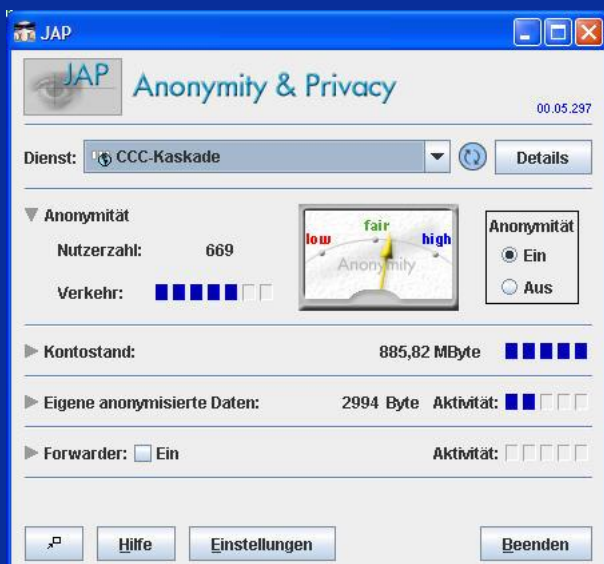 JAP
JAP Anonymity & Privacy
00.05.297
Dienst: CCC-Kaskade Details
Anonymität
Nutzerzahl: 669
Verkehr:
low fair high
Anonymity
Anonymität
Ein
Aus
Kontostand: 885,82 MByte
Eigene anonymisierte Daten: 2994 Byte Aktivität:
Forwarder: Ein Aktivität:
Hilfe Einstellungen Beenden